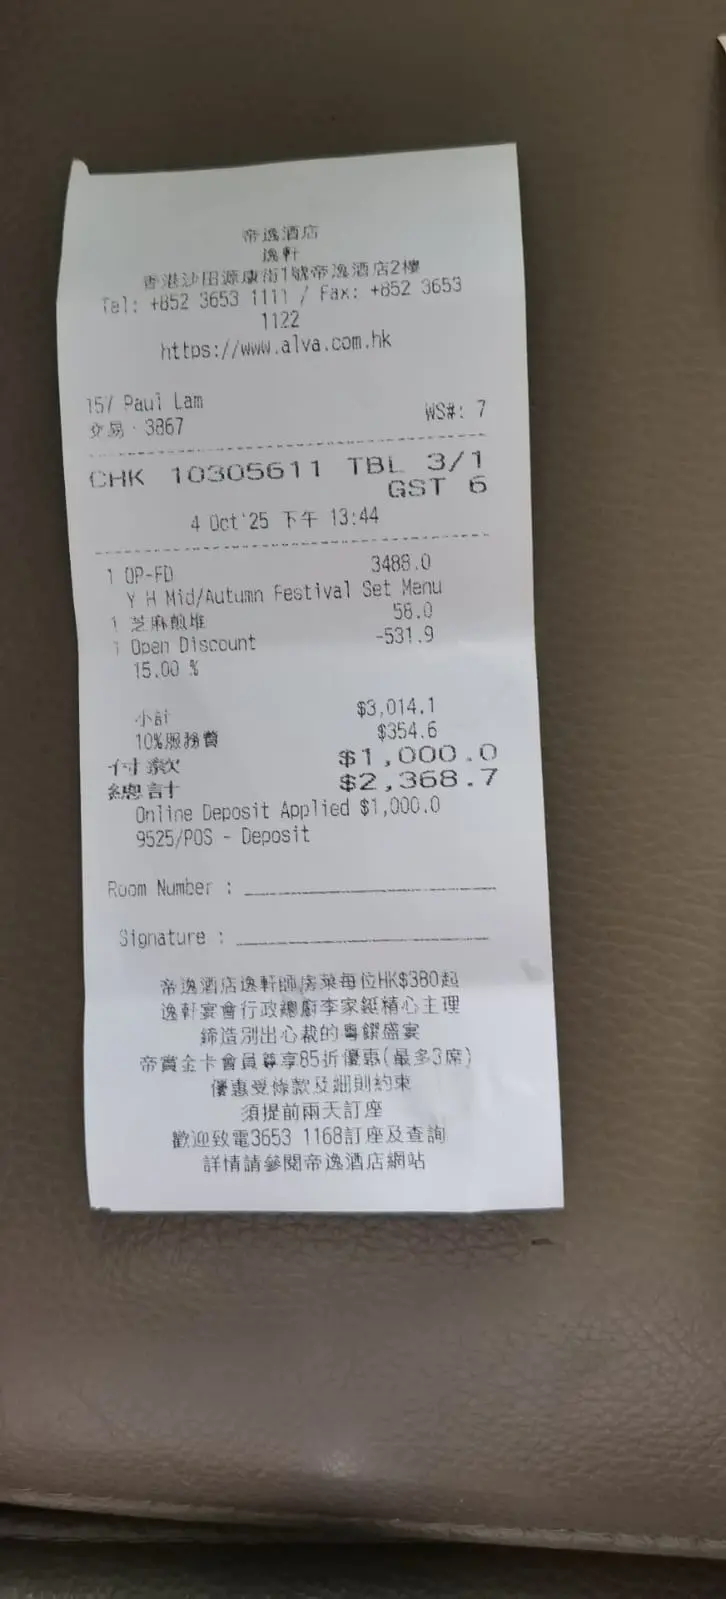 帝逸酒店
逸軒
香港沙田源康街1號帝逸酒店2樓
Tel: +852 3653 1111 / Fax: +852 3653
1122
https://www.alva.com.hk
157 Paul Lam
交易 : 3867 WS#: 7
CHK 10305611 TBL 3/1
GST 6
4 Oct'25 下午 13:44
1 OP-FD 3488.0
Y H Mid/Autumn Festival Set Menu
1 芝麻煎堆 58.0
1 Open Discount -531.9
15.00 %
小計 $3,014.1
10%服務費 $354.6
付款 $1,000.0
總計 $2,368.7
Online Deposit Applied $1,000.0
9525/POS - Deposit
Room Number :
Signature :
帝逸酒店逸軒師房菜每位HK$380起
逸軒宴會行政總廚李家精心主理
締造別出心裁的粵饌盛宴
帝賞金卡會員尊享85折優惠(最多3席)
優惠受條款及細則約束
須提前兩天訂座
歡迎致電3653 1168訂座及查詢
詳情請參閱帝逸酒店網站